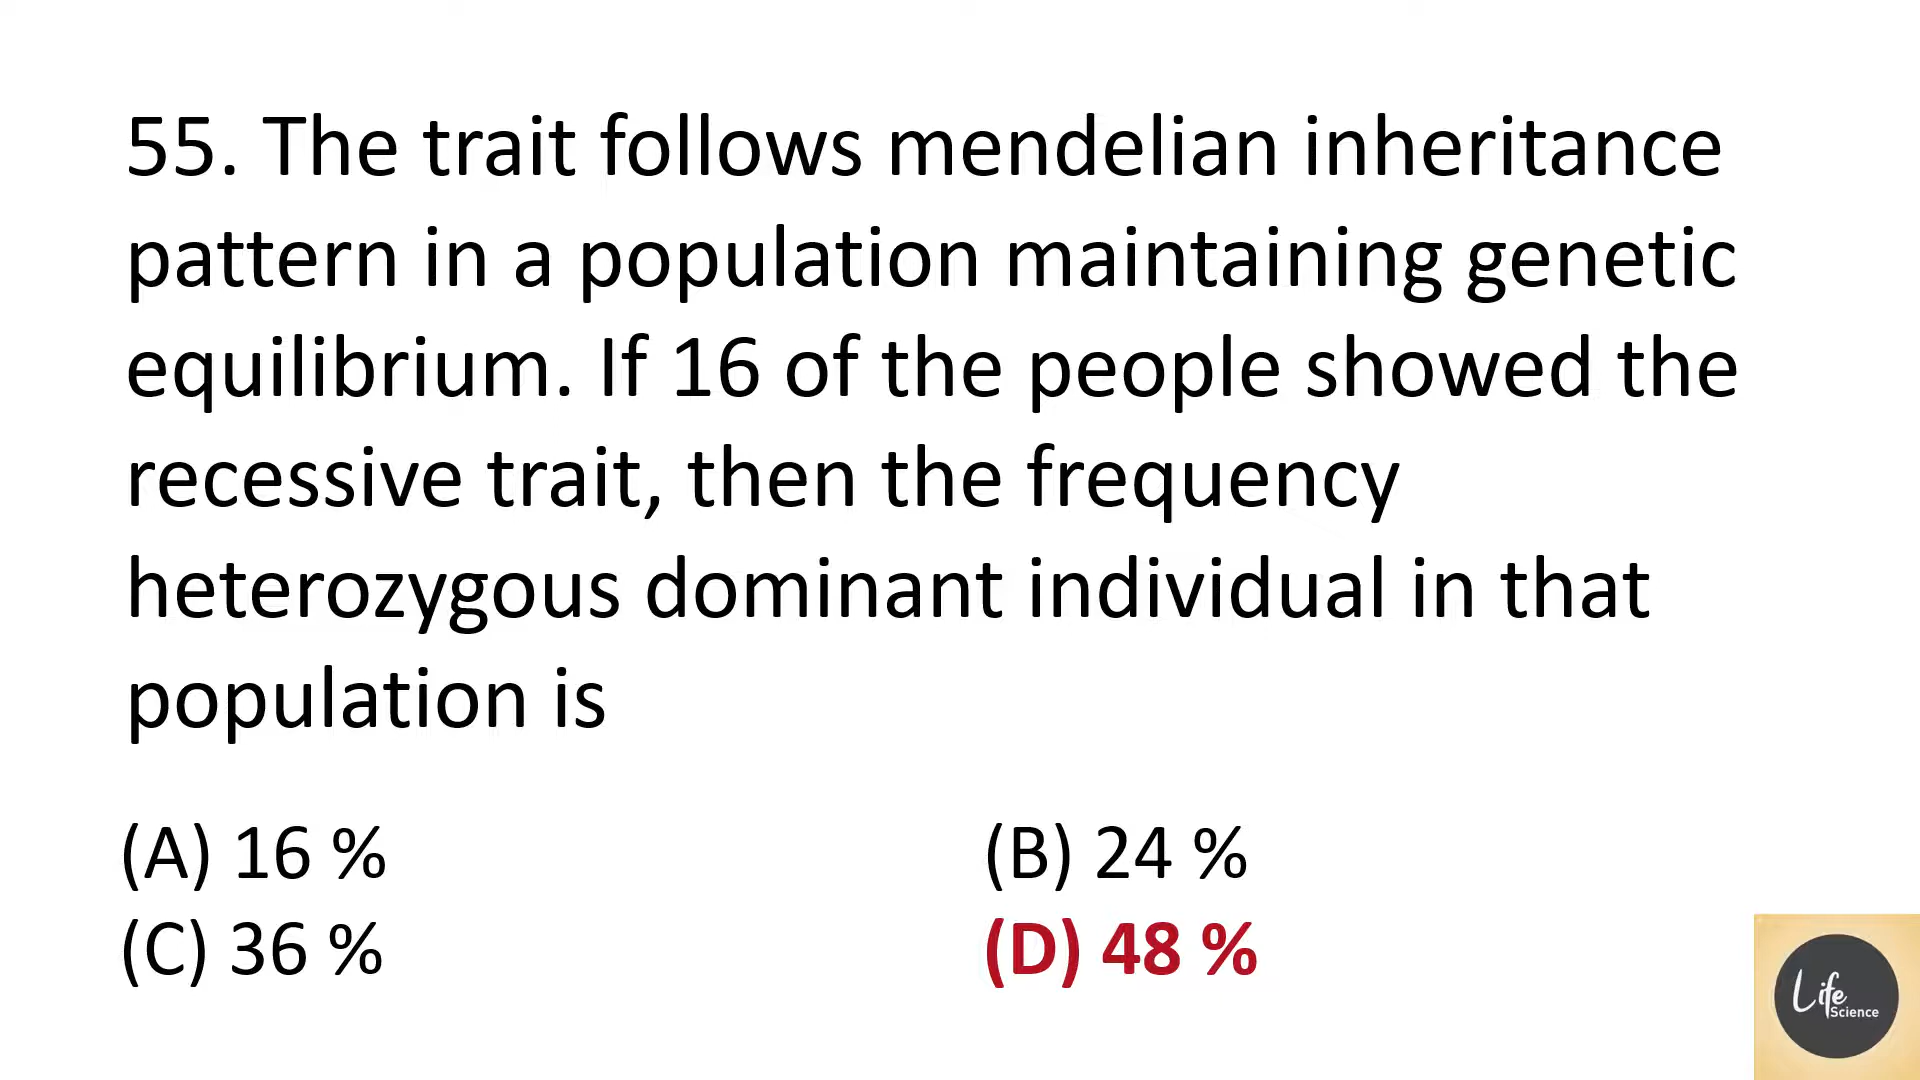 55. The trait follows mendelian inheritance
pattern in a population maintaining genetic
equilibrium. If 16 of the people showed the
recessive trait, then the frequency
heterozygous dominant individual in that
population is
(A) 16 %
(B) 24 %
(C) 36 %
(D) 48 %
Life
Science